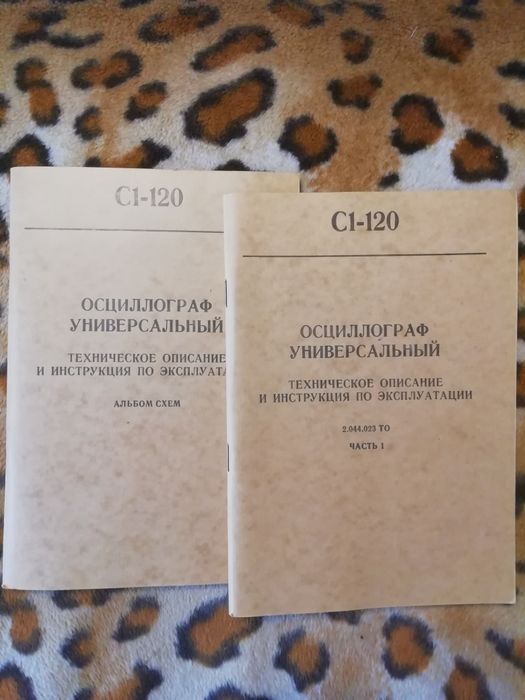 С1-120
ОСЦИЛЛОГРАФ
УНИВЕРСАЛЬНЫЙ
ТЕХНИЧЕСКОЕ ОПИСАНИЕ
И ИНСТРУКЦИЯ ПО ЭКСПЛУАТА
АЛЬБОМ СХЕМ
С1-120
ОСЦИЛЛОГРАФ
УНИВЕРСАЛЬНЫЙ
ТЕХНИЧЕСКОЕ ОПИСАНИЕ
И ИНСТРУКЦИЯ ПО ЭКСПЛУАТАЦИИ
2.044.023 ТО
ЧАСТЬ 1